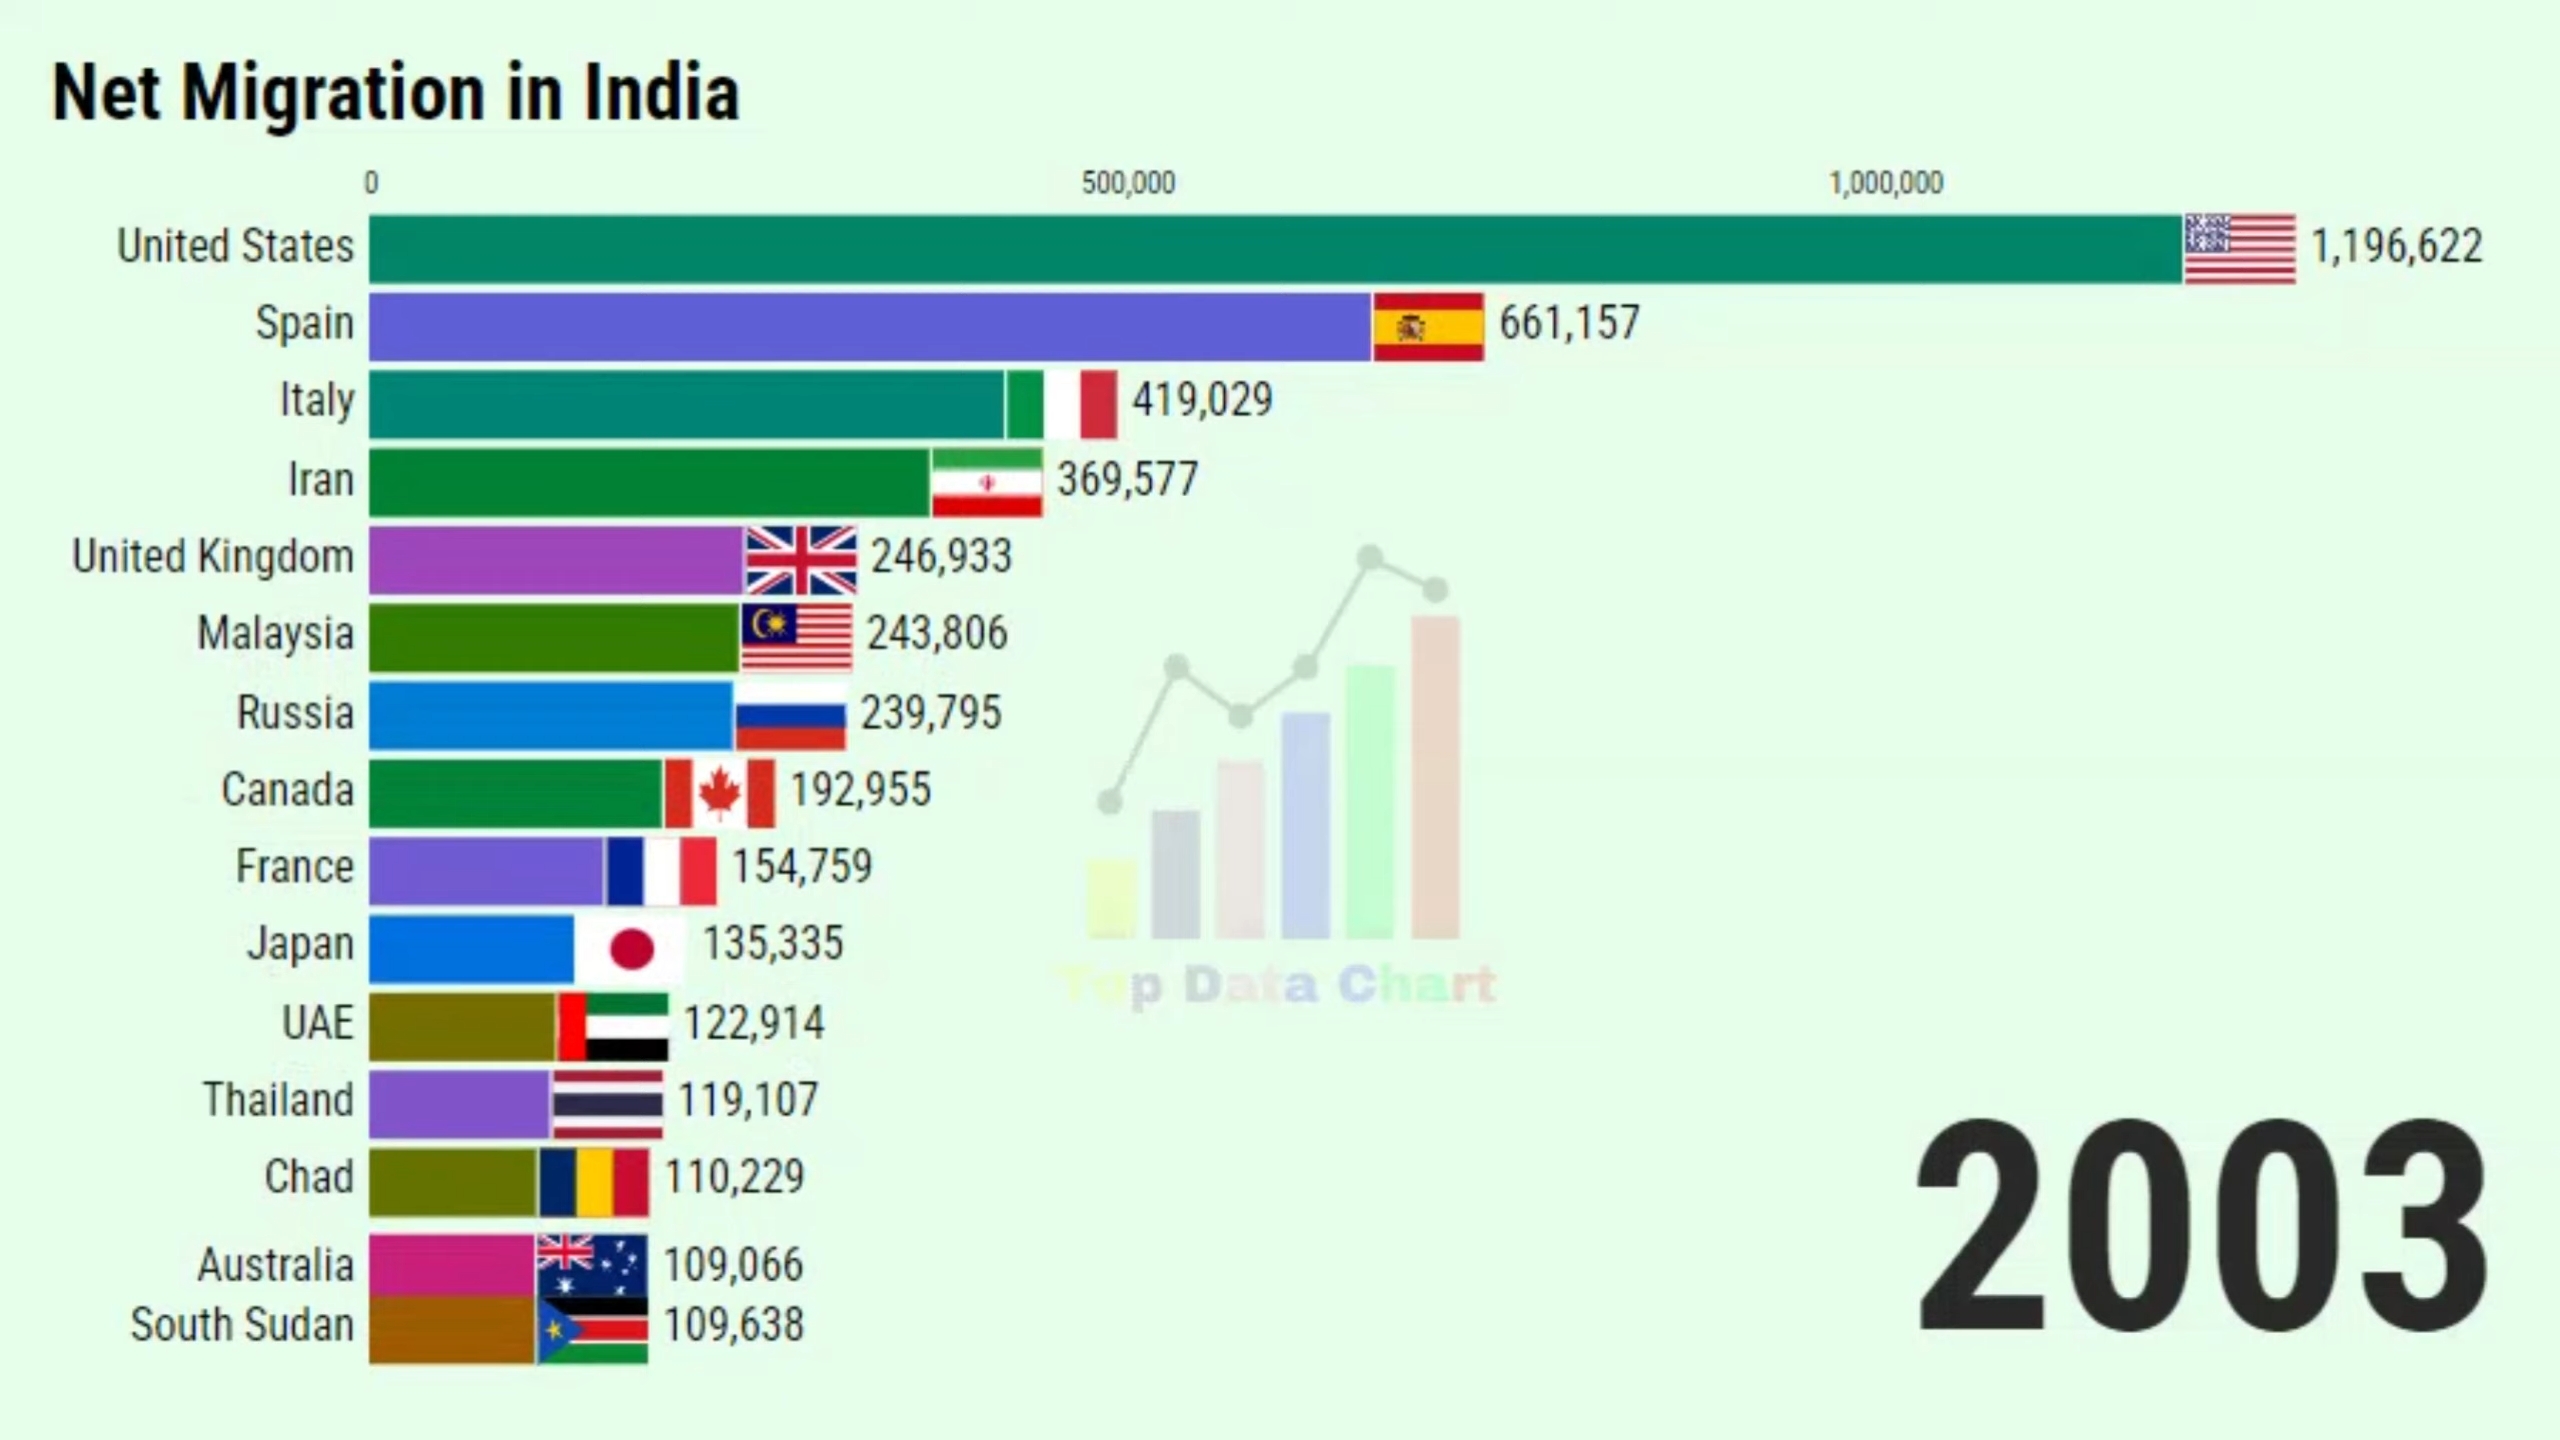 Net Migration in India
0 500,000 1,000,000
United States 1,196,622
Spain 661,157
Italy 419,029
Iran 369,577
United Kingdom 246,933
Malaysia 243,806
Russia 239,795
Canada 192,955
France 154,759
Japan 135,335
UAE 122,914
Thailand 119,107
Chad 110,229
Australia 109,066
South Sudan 109,638
Top Data Chart
2003